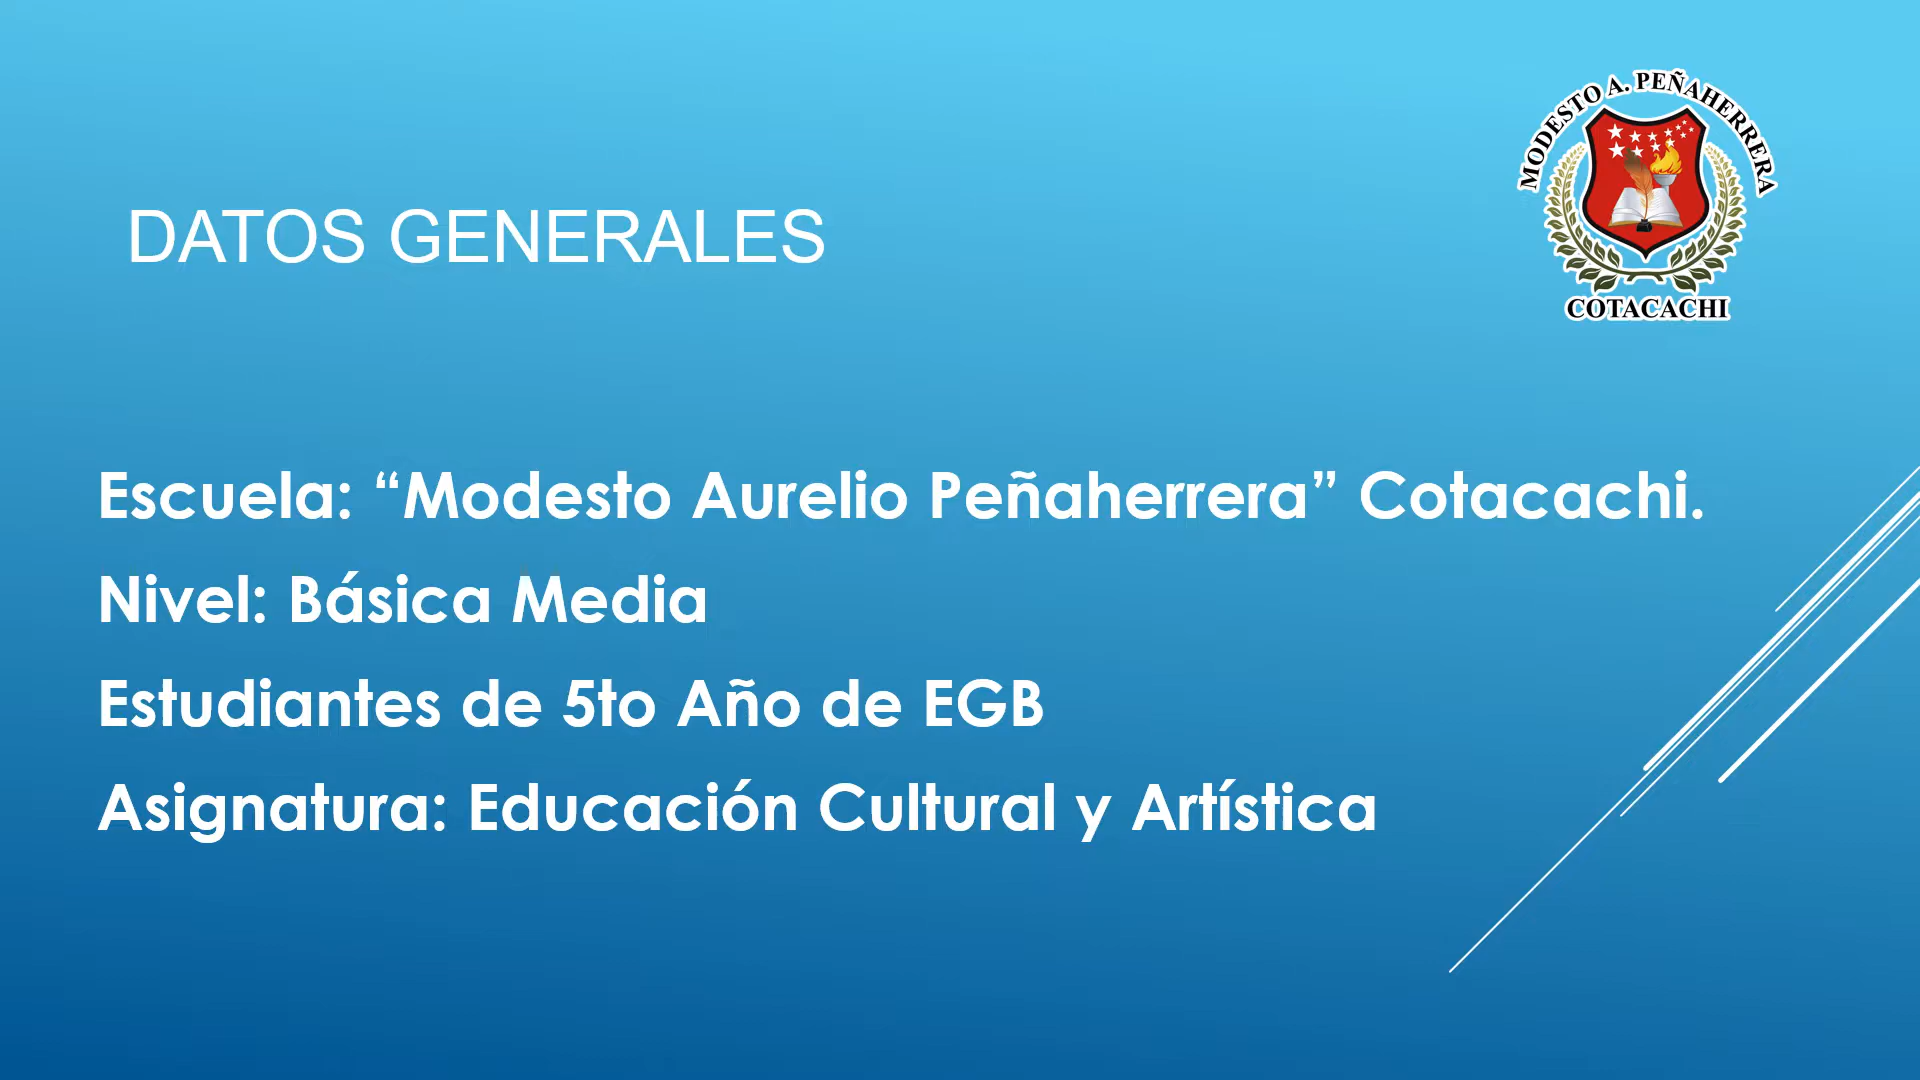 MODESTO A. PEÑAHERRERA
COTACACHI
DATOS GENERALES
Escuela: “Modesto Aurelio Peñaherrera” Cotacachi.
Nivel: Básica Media
Estudiantes de 5to Año de EGB
Asignatura: Educación Cultural y Artística